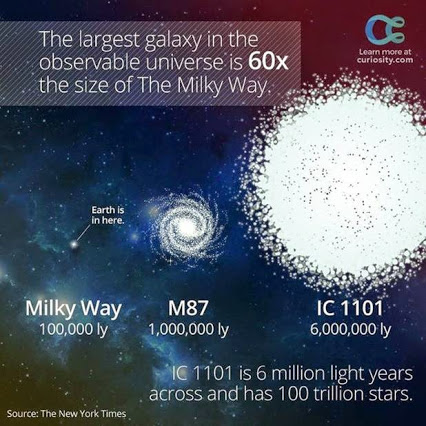 The largest galaxy in the
observable universe is 60x
the size of The Milky Way.
Learn more at
curiosity.com
Earth is
in here.
Milky Way
100,000 ly
M87
1,000,000 ly
IC 1101
6,000,000 ly
IC 1101 is 6 million light years
across and has 100 trillion stars.
Source: The New York Times